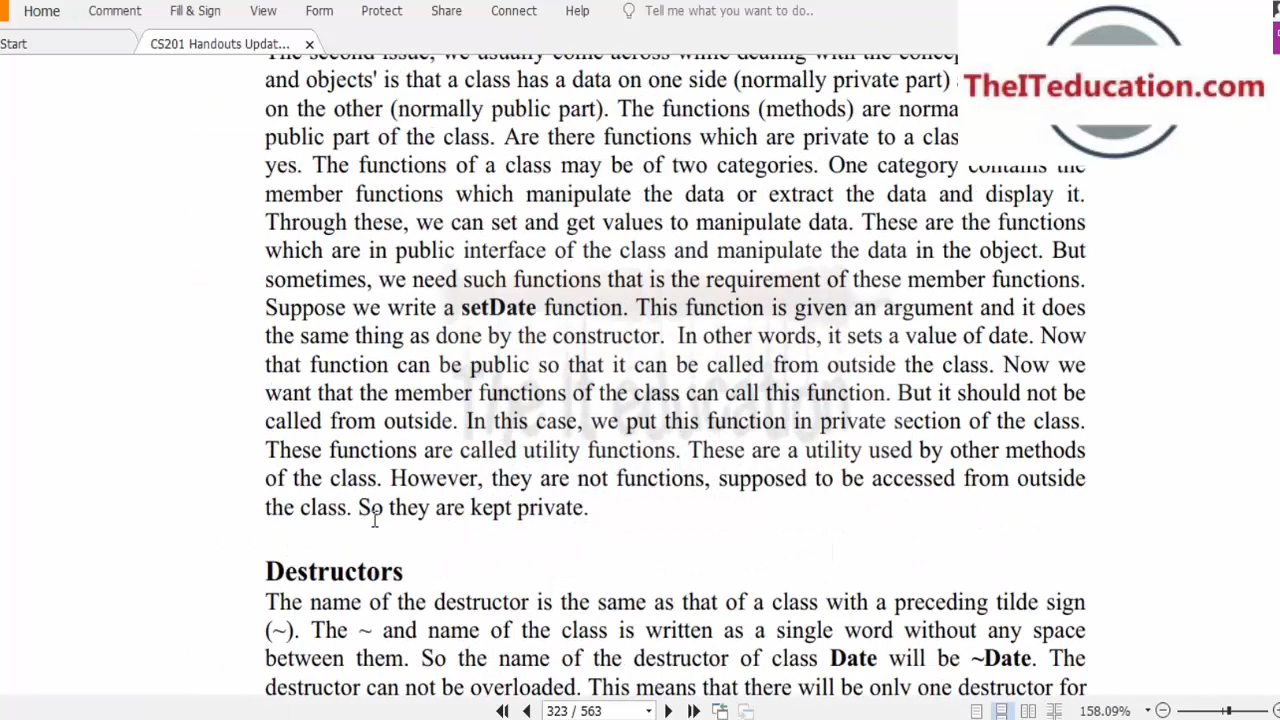 Home Comment Fill & Sign View Form Protect Share Connect Help Tell me what you want to do..
Start CS201 Handouts Updat... ×
TheITeducation.com
The second issue, we usually come across while dealing with the
and objects' is that a class has a data on one side (normally private part)
on the other (normally public part). The functions (methods) are
public part of the class. Are there functions which are private to a
yes. The functions of a class may be of two categories. One category contains the
member functions which manipulate the data or extract the data and display it.
Through these, we can set and get values to manipulate data. These are the functions
which are in public interface of the class and manipulate the data in the object. But
sometimes, we need such functions that is the requirement of these member functions.
Suppose we write a setDate function. This function is given an argument and it does
the same thing as done by the constructor. In other words, it sets a value of date. Now
that function can be public so that it can be called from outside the class. Now we
want that the member functions of the class can call this function. But it should not be
called from outside. In this case, we put this function in private section of the class.
These functions are called utility functions. These are a utility used by other methods
of the class. However, they are not functions, supposed to be accessed from outside
the class. So they are kept private.
The IT education
Destructors
The name of the destructor is the same as that of a class with a preceding tilde sign
(~). The ~ and name of the class is written as a single word without any space
between them. So the name of the destructor of class Date will be ~Date. The
destructor can not be overloaded. This means that there will be only one destructor for
323 / 563 158.09%